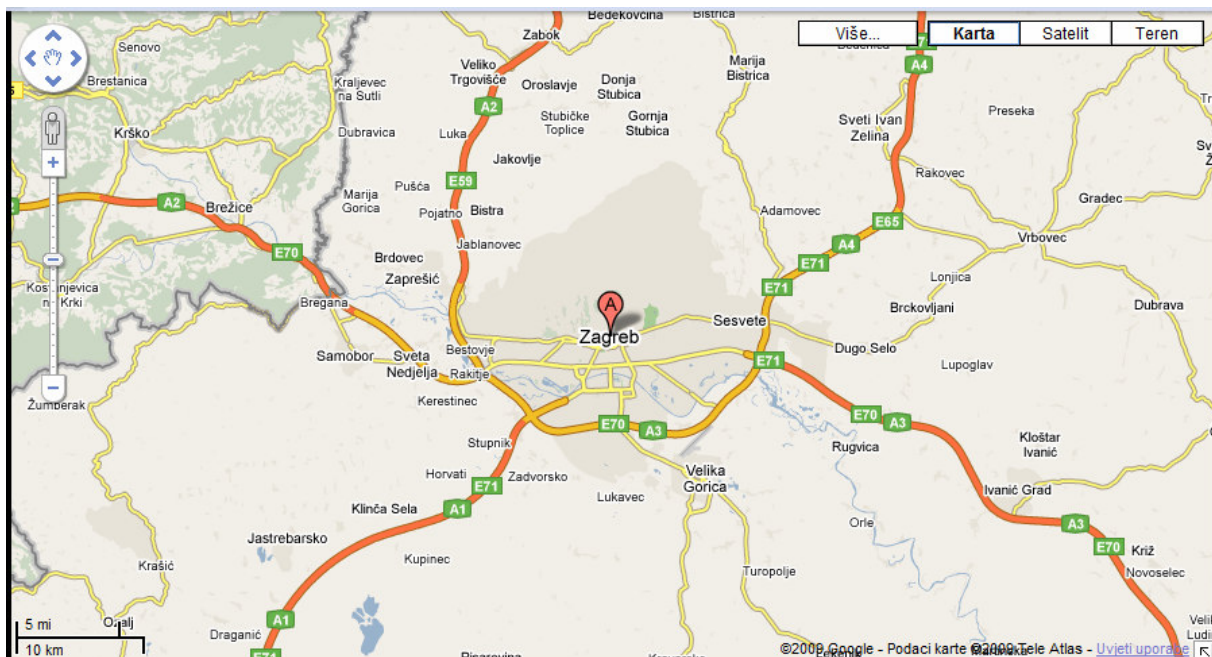 Bedekovčina
Bistrica
Zabok
Više...
Karta
Satelit
Teren
Senovo
Brestanica
Kraljevec
na Sutli
Veliko
Trgovišće
Oroslavje
Donja
Stubica
Marija
Bistrica
A4
Preseka
Krško
Dubravica
Luka
A2
Stubičke
Toplice
Gornja
Stubica
Sveti Ivan
Zelina
Jakovlje
Rakovec
A2
Brežice
Marija
Gorica
Pušća
E59
Pojatno
Bistra
Adamovec
E65
Gradec
Vrbovec
E70
Jablanovec
Brdovec
Zaprešić
A4
E71
E71
Lonjica
Brckovljani
Dubrava
Bregana
A
Zagreb
Sesvete
Samobor
Sveta
Nedjelja
Bestovje
Rakitje
Dugo Selo
Lupoglav
E71
Žumberak
Kerestinec
E70
A3
E70
A3
Stupnik
Rugvica
Kloštar
Ivanić
Horvati
Zadvorsko
Velika
Gorica
E71
Lukavec
Ivanić Grad
Klinča Sela
A1
Orle
A3
Jastrebarsko
Kupinec
E70
Križ
Krašić
Turopolje
Novoselec
5 mi
10 km
Ozalj
A1
Draganić
E71
Pisarovina
©2009 Google - Podaci karte ©2009 Tele Atlas - Uvjeti uporabe